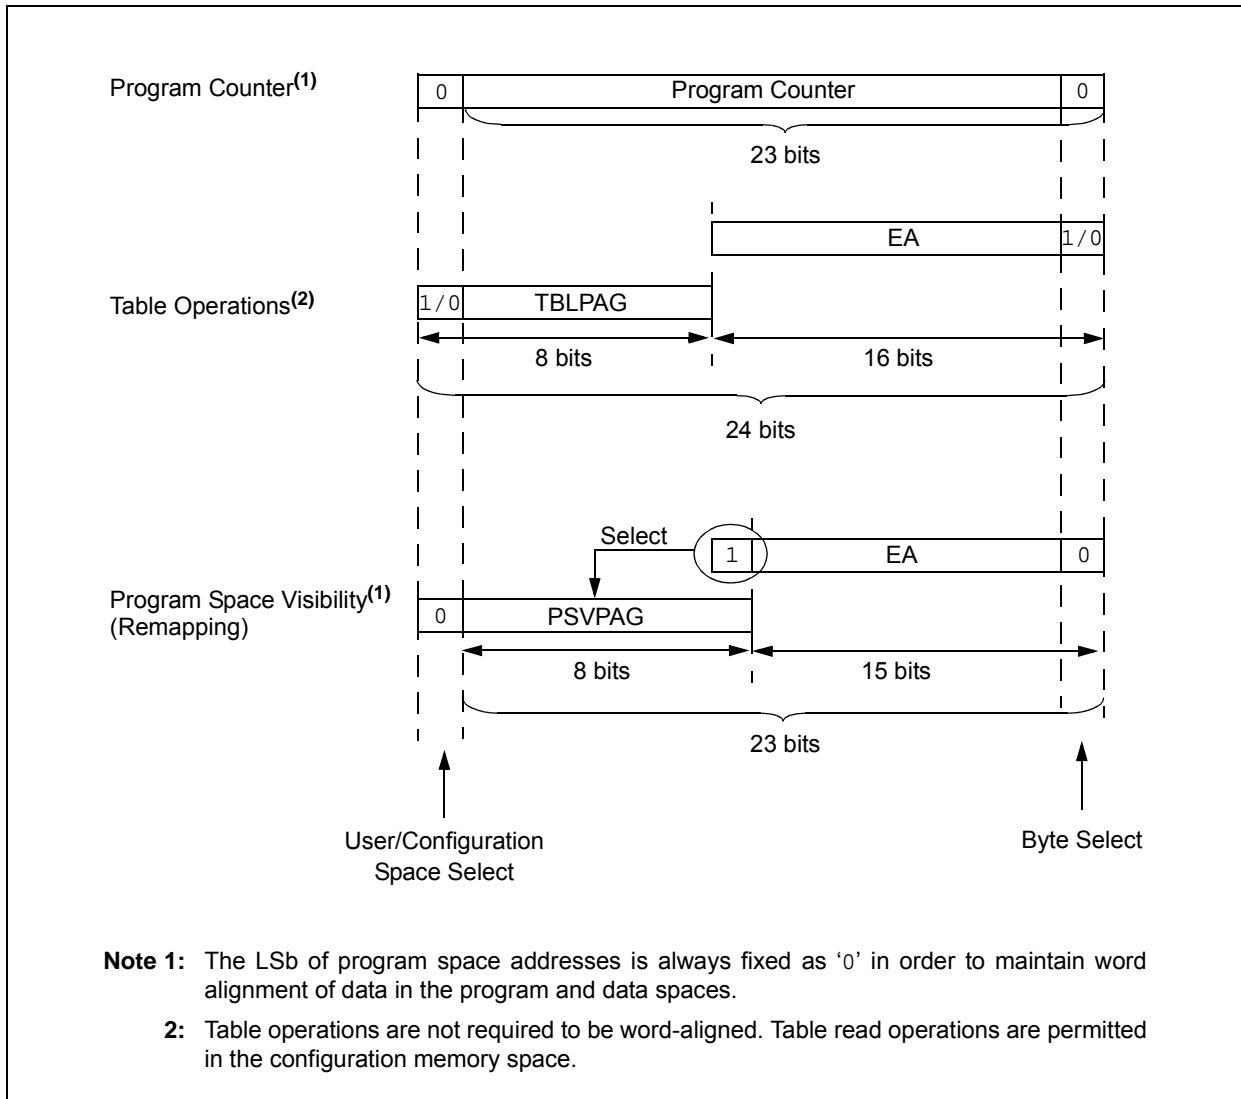 Program Counter(1)
0 Program Counter 0
23 bits
EA 1/0
Table Operations(2)
1/0 TBLPAG
8 bits 16 bits
24 bits
Select
1 EA 0
Program Space Visibility(1)
(Remapping)
0 PSVPAG
8 bits 15 bits
23 bits
User/Configuration
Space Select
Byte Select
Note 1: The LSb of program space addresses is always fixed as ‘0’ in order to maintain word
alignment of data in the program and data spaces.
2: Table operations are not required to be word-aligned. Table read operations are permitted
in the configuration memory space.